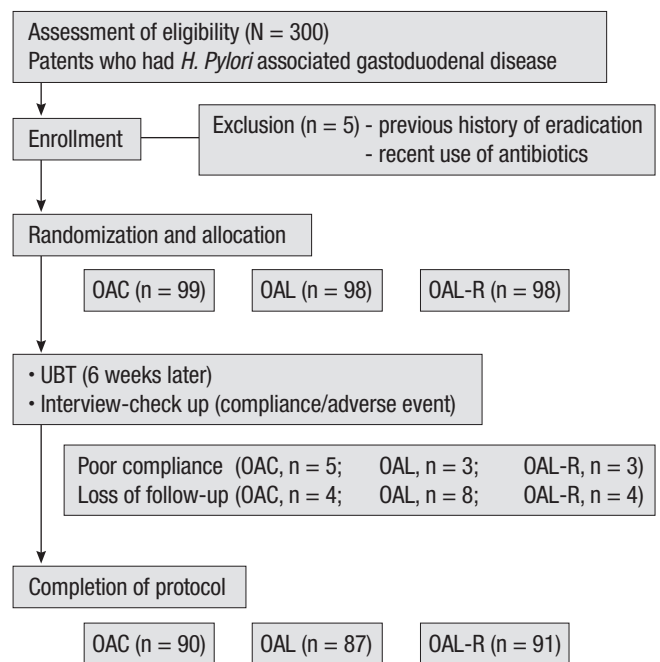 Assessment of eligibility (N = 300)
Patents who had H. Pylori associated gastoduodenal disease
Enrollment
Exclusion (n = 5) - previous history of eradication
- recent use of antibiotics
Randomization and allocation
OAC (n = 99) OAL (n = 98) OAL-R (n = 98)
• UBT (6 weeks later)
• Interview-check up (compliance/adverse event)
Poor compliance (OAC, n = 5; OAL, n = 3; OAL-R, n = 3)
Loss of follow-up (OAC, n = 4; OAL, n = 8; OAL-R, n = 4)
Completion of protocol
OAC (n = 90) OAL (n = 87) OAL-R (n = 91)